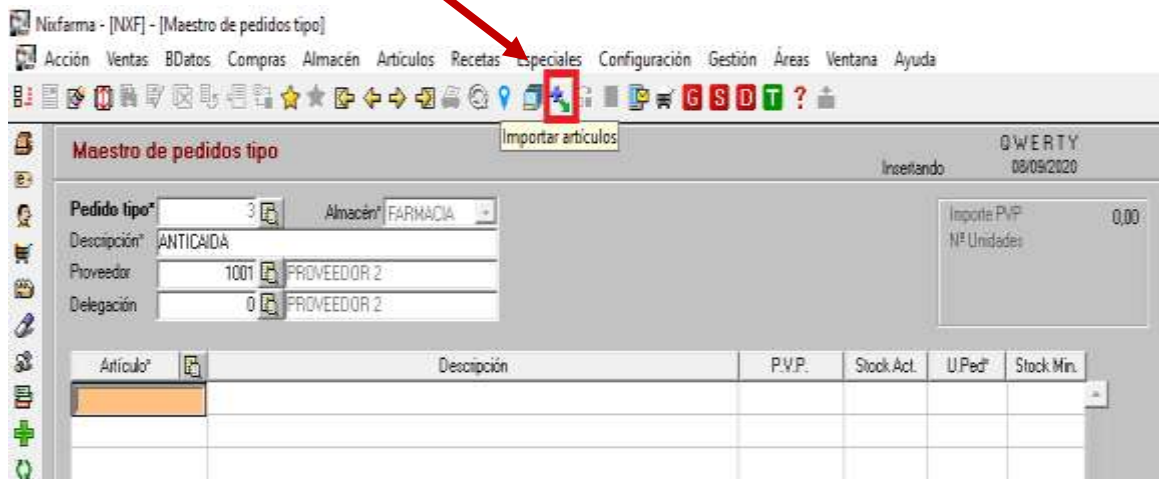 Nixfarma - [NXF] - [Maestro de pedidos tipo]
Acción Ventas BDatos Compras Almacén Artículos Recetas Especiales Configuración Gestión Áreas Ventana Ayuda
G S D T ?
Importar artículos
Maestro de pedidos tipo
QWERTY
Insertando 08/09/2020
Pedido tipo* 3 Almacén* FARMACIA
Importe PVP 0,00
Descripción* ANTICAIDA
Nº Unidades
Proveedor 1001 PROVEEDOR 2
Delegación 0 PROVEEDOR 2
Artículo* Descripción P.V.P. Stock Act. U.Ped* Stock Min.